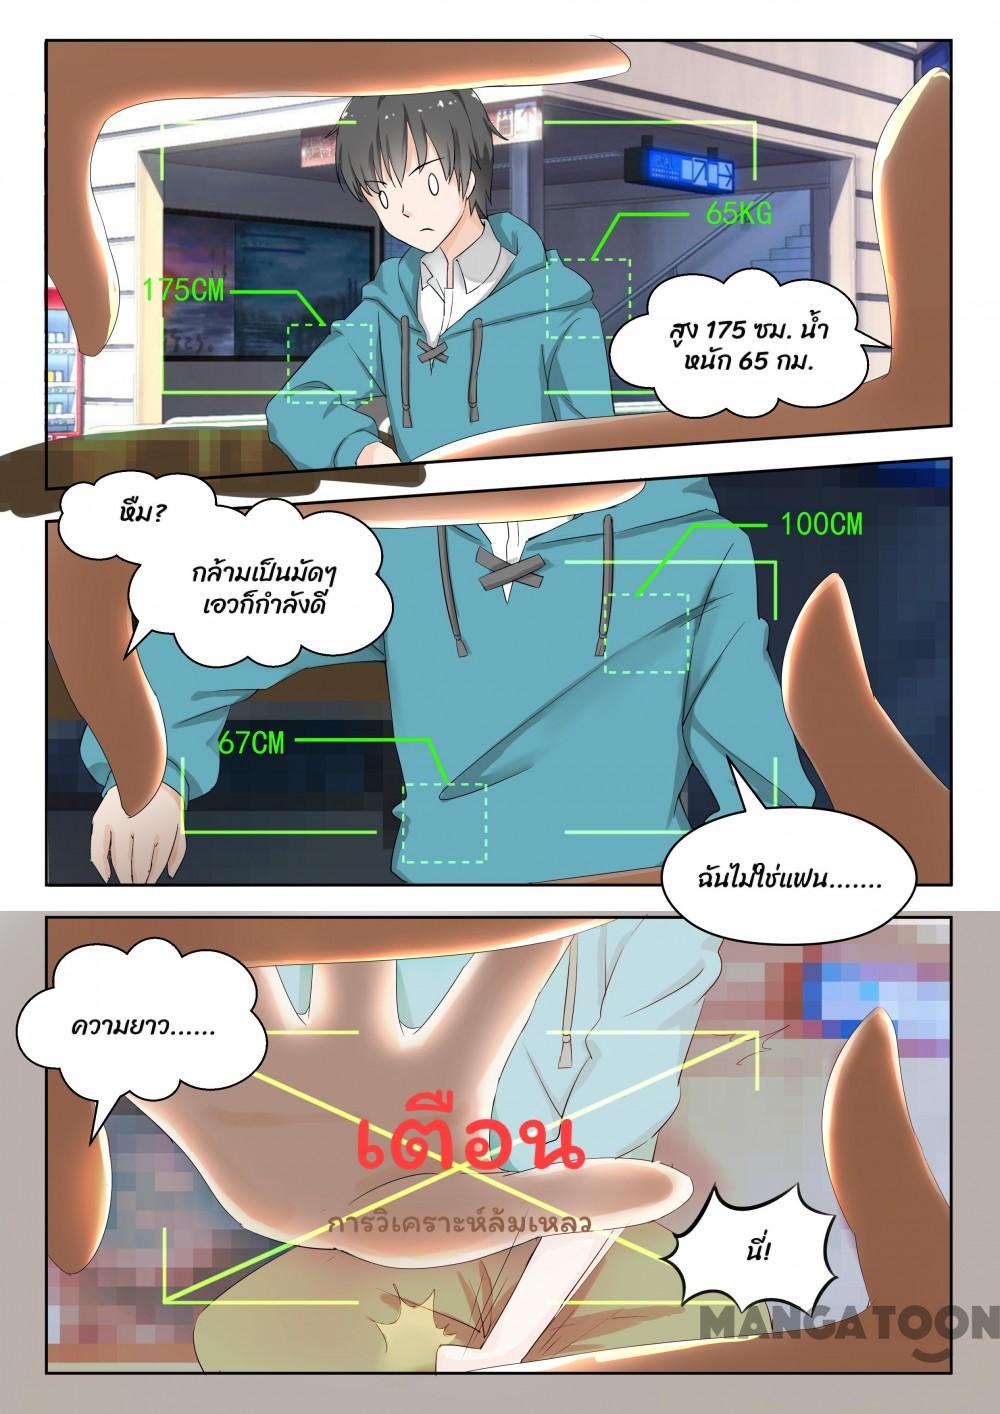 65KG
175CM
สูง 175 ซม. น้ำ
หนัก 65 กม.
หืม?
กล้ามเป็นมัดๆ
เอวก็กำลังดี
100CM
67CM
ฉันไม่ใช่แฟน.......
ความยาว......
เตือน
การวิเคราะห์ล้มเหลว
นี่!
MANGATOON